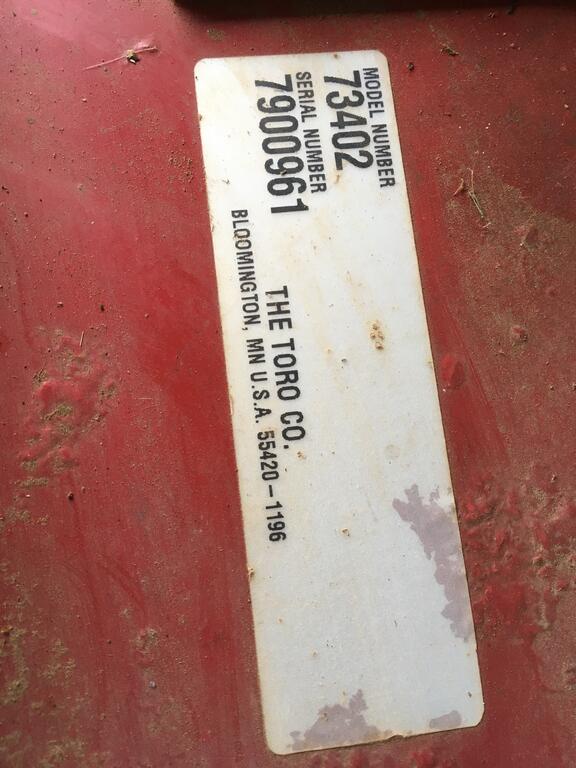 MODEL NUMBER
73402
SERIAL NUMBER
7900961
THE TORO CO.
BLOOMINGTON, MN U.S.A. 55420-1196